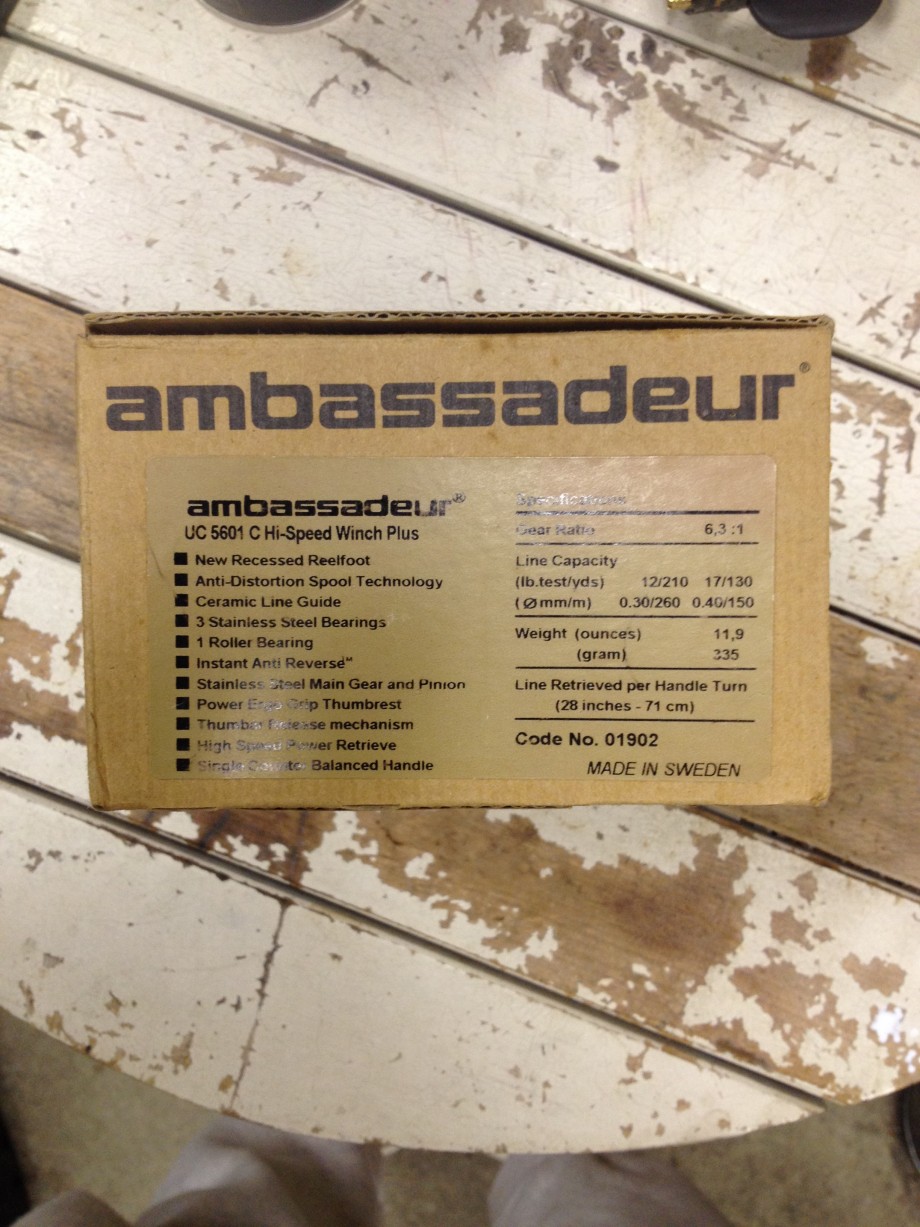 ambassadeur®
ambassadeur®
UC 5601 C Hi-Speed Winch Plus
■ New Recessed Reelfoot
■ Anti-Distortion Spool Technology
■ Ceramic Line Guide
■ 3 Stainless Steel Bearings
■ 1 Roller Bearing
■ Instant Anti Reverse™
■ Stainless Steel Main Gear and Pinion
■ Power Ergo Grip Thumbrest
■ Thumbar Release mechanism
■ High Speed Power Retrieve
■ Single Balanced Handle
Specifications
Gear Ratio 6,3 :1
Line Capacity
(lb.test/yds) 12/210 17/130
(Ø mm/m) 0.30/260 0.40/150
Weight (ounces) 11,9
(gram) 335
Line Retrieved per Handle Turn
(28 inches - 71 cm)
Code No. 01902
MADE IN SWEDEN